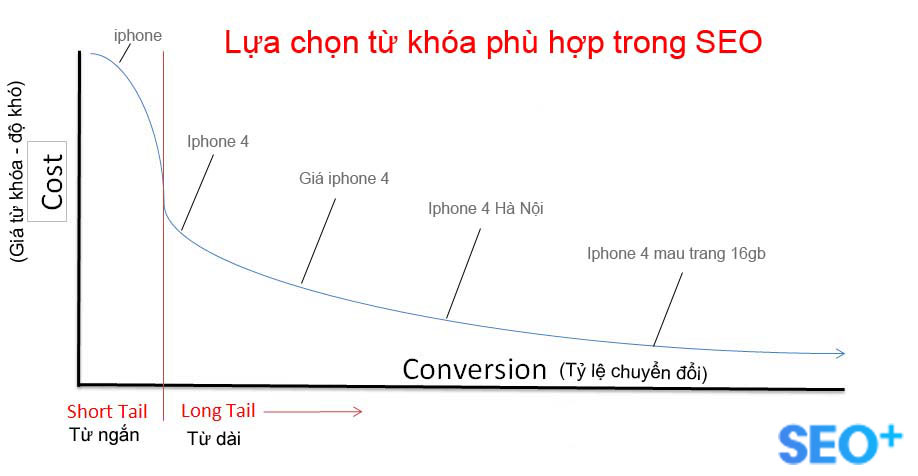 Lựa chọn từ khóa phù hợp trong SEO
iphone
(Giá từ khóa - độ khó)
Cost
Iphone 4
Giá iphone 4
Iphone 4 Hà Nội
Iphone 4 mau trang 16gb
Conversion (Tỷ lệ chuyển đổi)
Short Tail
Long Tail
Từ ngắn
Từ dài
SEO+